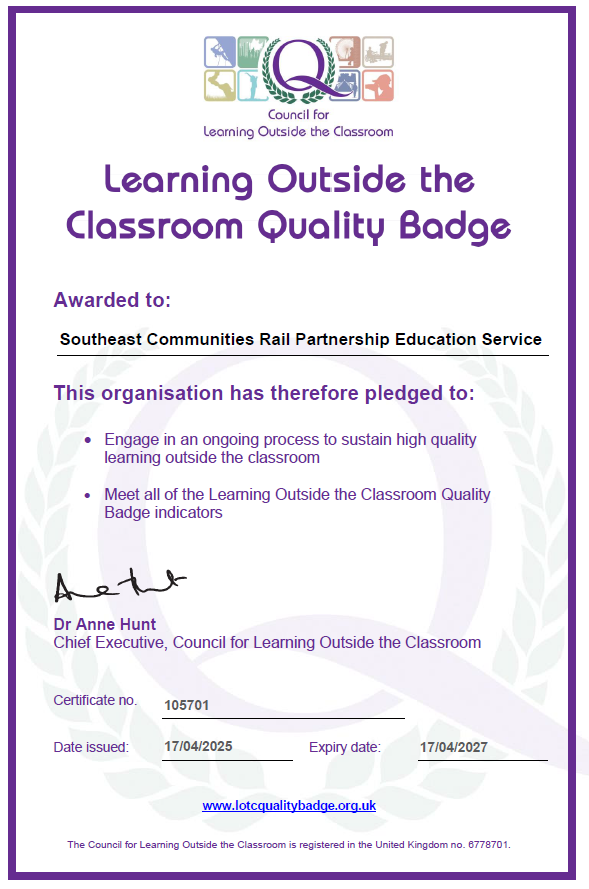 Q
Council for
Learning Outside the Classroom
Learning Outside the
Classroom Quality Badge
Awarded to:
Southeast Communities Rail Partnership Education Service
This organisation has therefore pledged to:
• Engage in an ongoing process to sustain high quality
learning outside the classroom
• Meet all of the Learning Outside the Classroom Quality
Badge indicators
Dr Anne Hunt
Chief Executive, Council for Learning Outside the Classroom
Certificate no. 105701
Date issued: 17/04/2025 Expiry date: 17/04/2027
www.lotcqualitybadge.org.uk
The Council for Learning Outside the Classroom is registered in the United Kingdom no. 6778701.